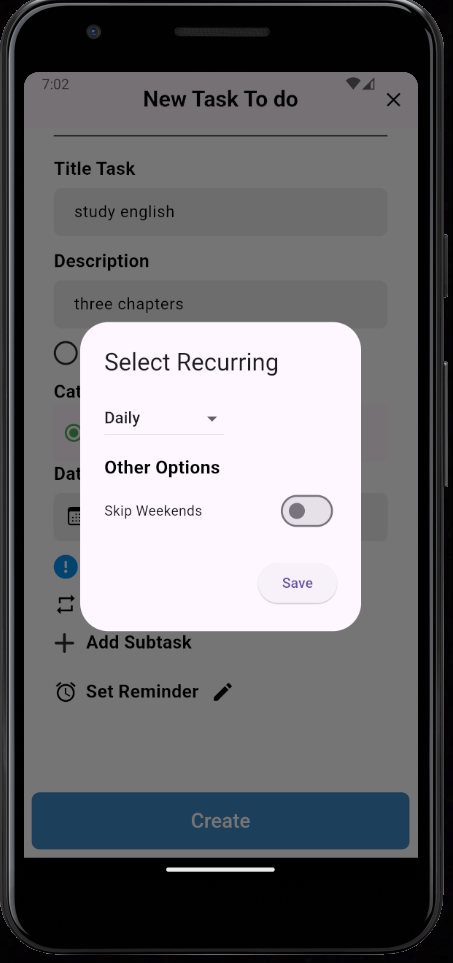 7:02
New Task To do
Title Task
study english
Description
three chapters
Select Recurring
Cat
Daily
Other Options
Dat
Skip Weekends
Save
Add Subtask
Set Reminder
Create